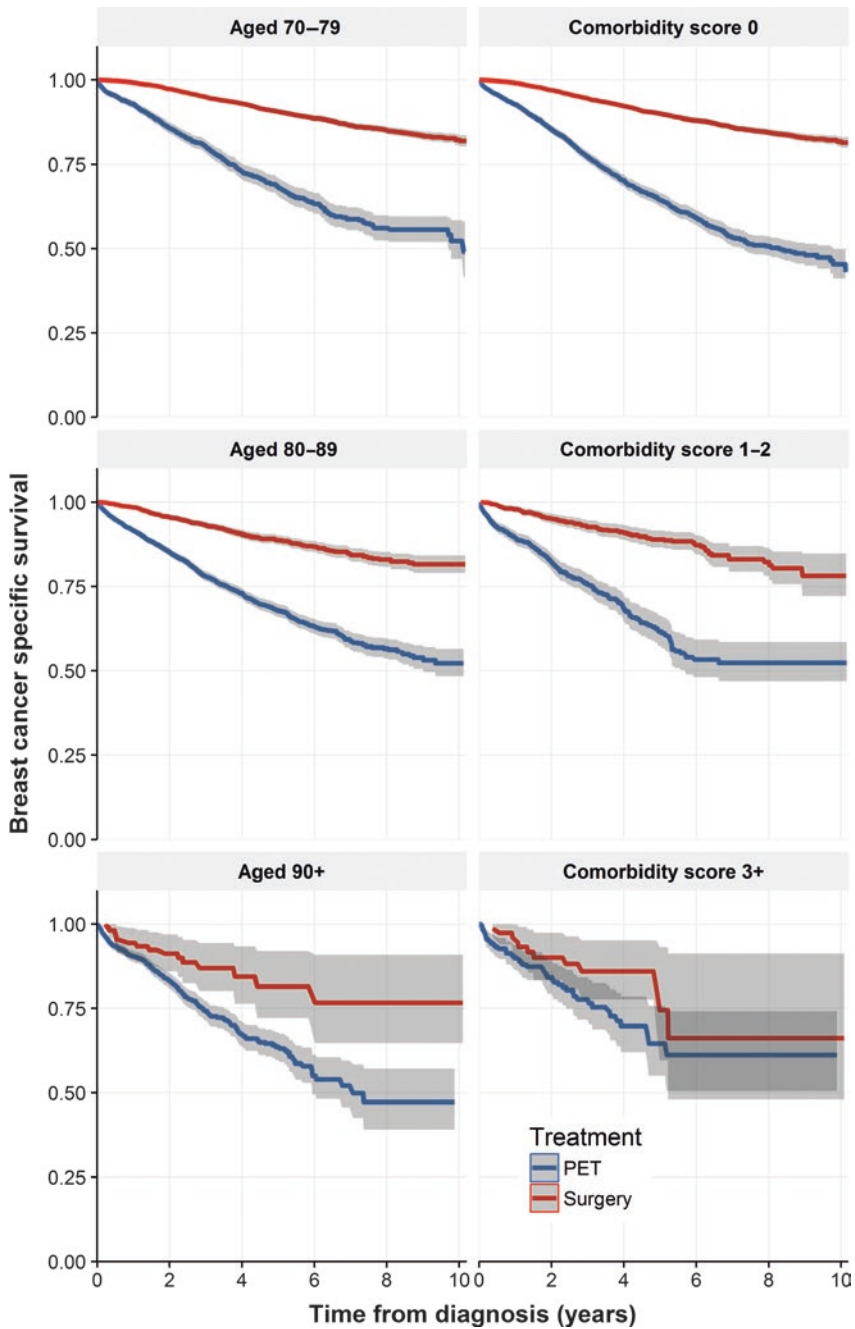 Aged 70–79
Comorbidity score 0
1.00
0.75
0.50
0.25
0.00
Aged 80–89
Comorbidity score 1–2
1.00
0.75
0.50
0.25
0.00
Breast cancer specific survival
Aged 90+
Comorbidity score 3+
1.00
0.75
0.50
0.25
0.00
Treatment
PET
Surgery
0 2 4 6 8 10 0 2 4 6 8 10
Time from diagnosis (years)